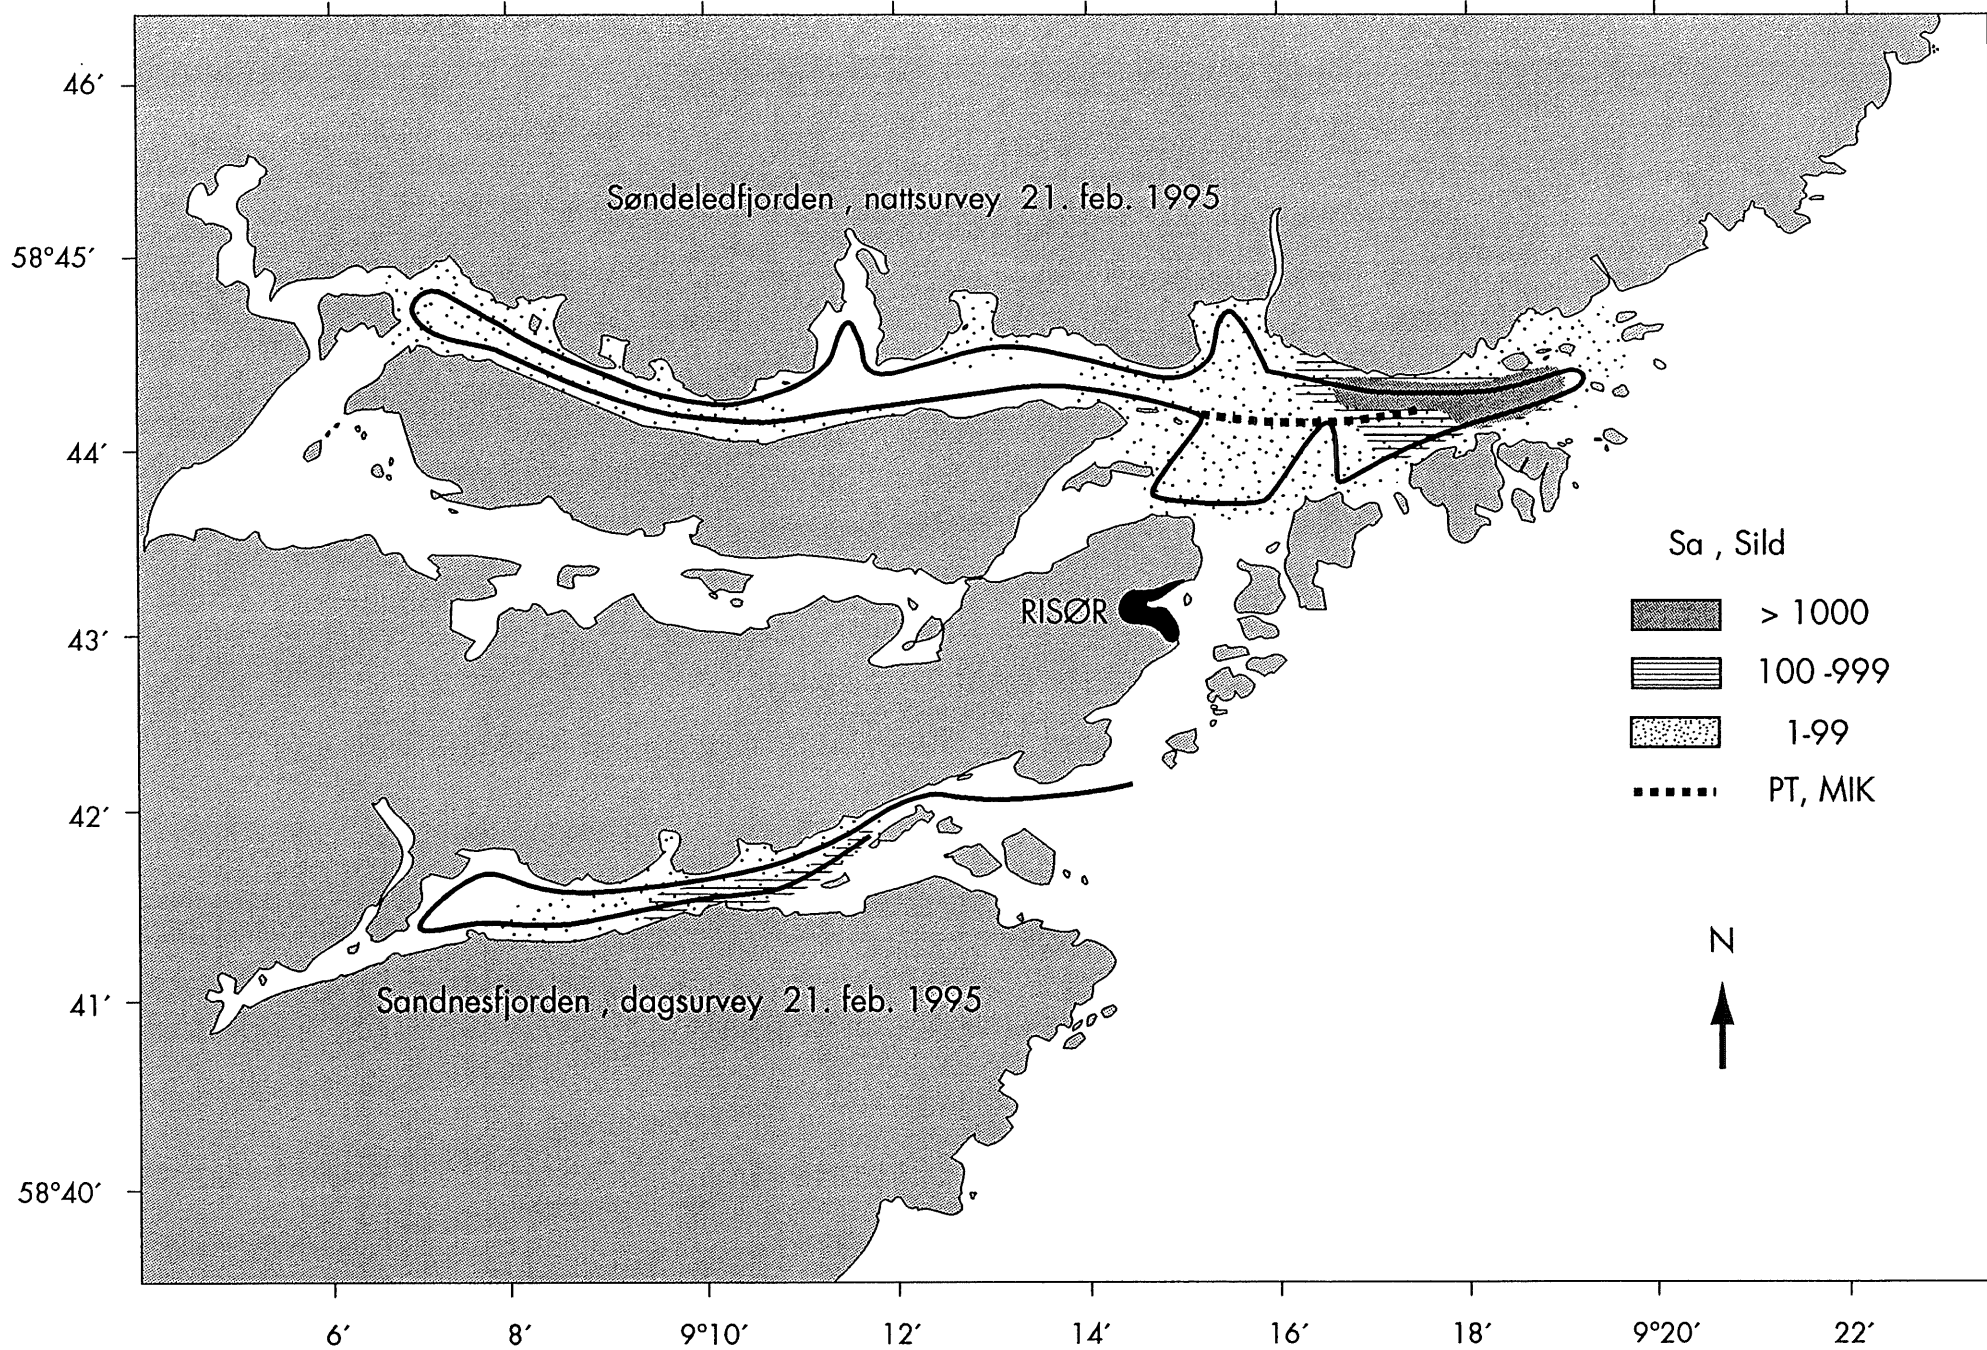 46′
Søndeledfjorden , nattsurvey 21. feb. 1995
58°45′
44′
Sa , Sild
> 1000
RISØR
43′
100 -999
1-99
PT, MIK
42′
N
41′
Sandnesfjorden , dagsurvey 21. feb. 1995
58°40′
6′ 8′ 9°10′ 12′ 14′ 16′ 18′ 9°20′ 22′